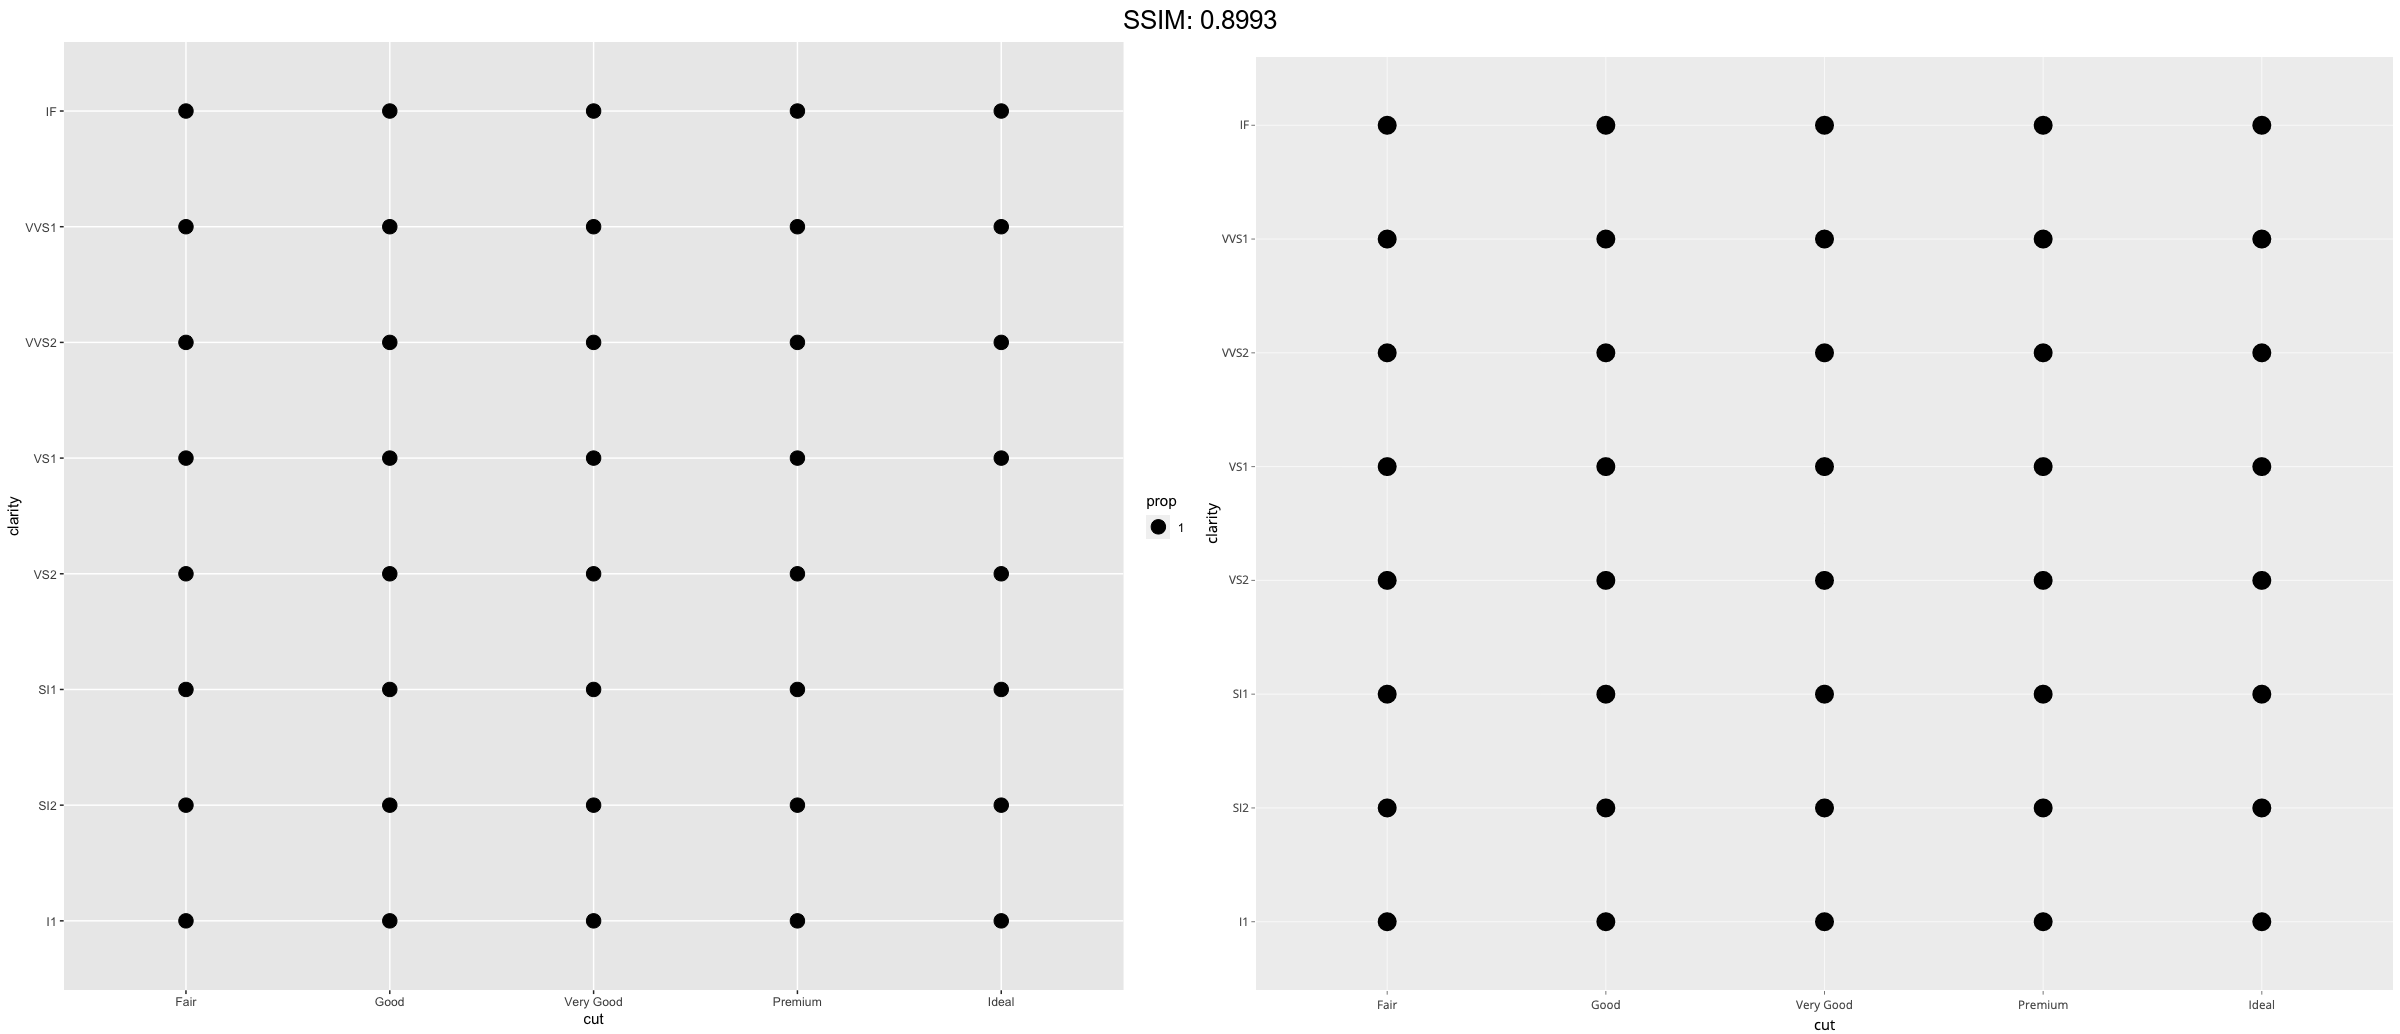 SSIM: 0.8993
IF
VVS1
VVS2
VS1
VS2
SI1
SI2
I1
clarity
Fair
Good
Very Good
Premium
Ideal
cut
prop
1
IF
VVS1
VVS2
VS1
VS2
SI1
SI2
I1
clarity
Fair
Good
Very Good
Premium
Ideal
cut